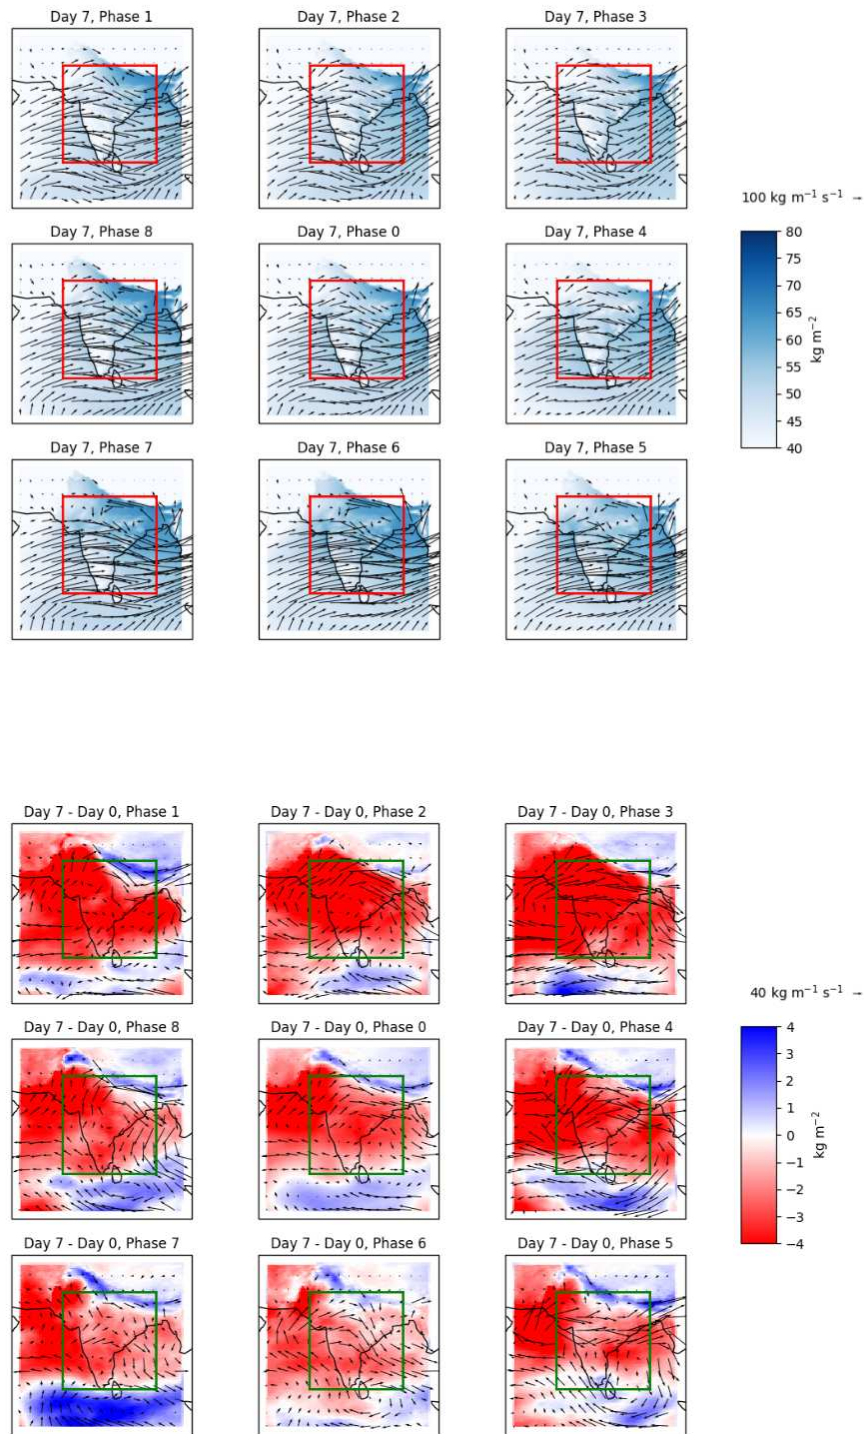 Day 7, Phase 1 Day 7, Phase 2 Day 7, Phase 3
100 kg m⁻¹ s⁻¹ →
Day 7, Phase 8 Day 7, Phase 0 Day 7, Phase 4
80
75
70
65
60
55
50
45
40
kg m⁻²
Day 7, Phase 7 Day 7, Phase 6 Day 7, Phase 5
Day 7 - Day 0, Phase 1 Day 7 - Day 0, Phase 2 Day 7 - Day 0, Phase 3
40 kg m⁻¹ s⁻¹ →
Day 7 - Day 0, Phase 8 Day 7 - Day 0, Phase 0 Day 7 - Day 0, Phase 4
4
3
2
1
0
−1
−2
−3
−4
kg m⁻²
Day 7 - Day 0, Phase 7 Day 7 - Day 0, Phase 6 Day 7 - Day 0, Phase 5